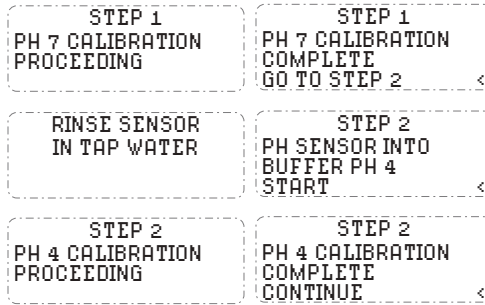 STEP 1
PH 7 CALIBRATION
PROCEEDING
STEP 1
PH 7 CALIBRATION
COMPLETE
GO TO STEP 2 <
RINSE SENSOR
IN TAP WATER
STEP 2
PH SENSOR INTO
BUFFER PH 4
START <
STEP 2
PH 4 CALIBRATION
PROCEEDING
STEP 2
PH 4 CALIBRATION
COMPLETE
CONTINUE <